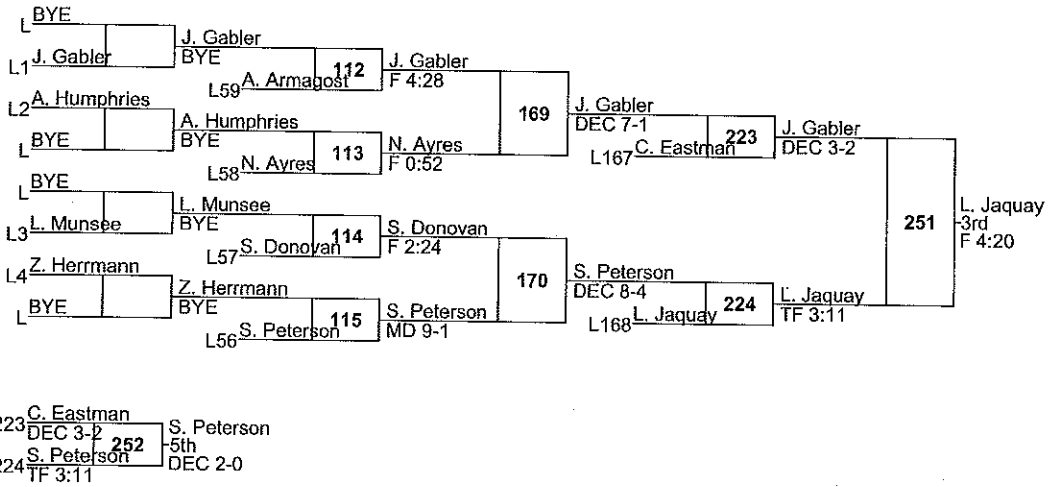 L BYE
L1 J. Gabler
J. Gabler
BYE
112
L59 A. Armagost
J. Gabler
F 4:28
L2 A. Humphries
L BYE
A. Humphries
BYE
113
L58 N. Ayres
N. Ayres
F 0:52
169
J. Gabler
DEC 7-1
223
L167 C. Eastman
J. Gabler
DEC 3-2
L BYE
L3 L. Munsee
L. Munsee
BYE
114
L57 S. Donovan
S. Donovan
F 2:24
L4 Z. Herrmann
L BYE
Z. Herrmann
BYE
115
L56 S. Peterson
S. Peterson
MD 9-1
170
S. Peterson
DEC 8-4
224
L168 L. Jaquay
L. Jaquay
TF 3:11
251
L. Jaquay
3rd
F 4:20
223 C. Eastman
DEC 3-2
252
224 S. Peterson
TF 3:11
S. Peterson
5th
DEC 2-0